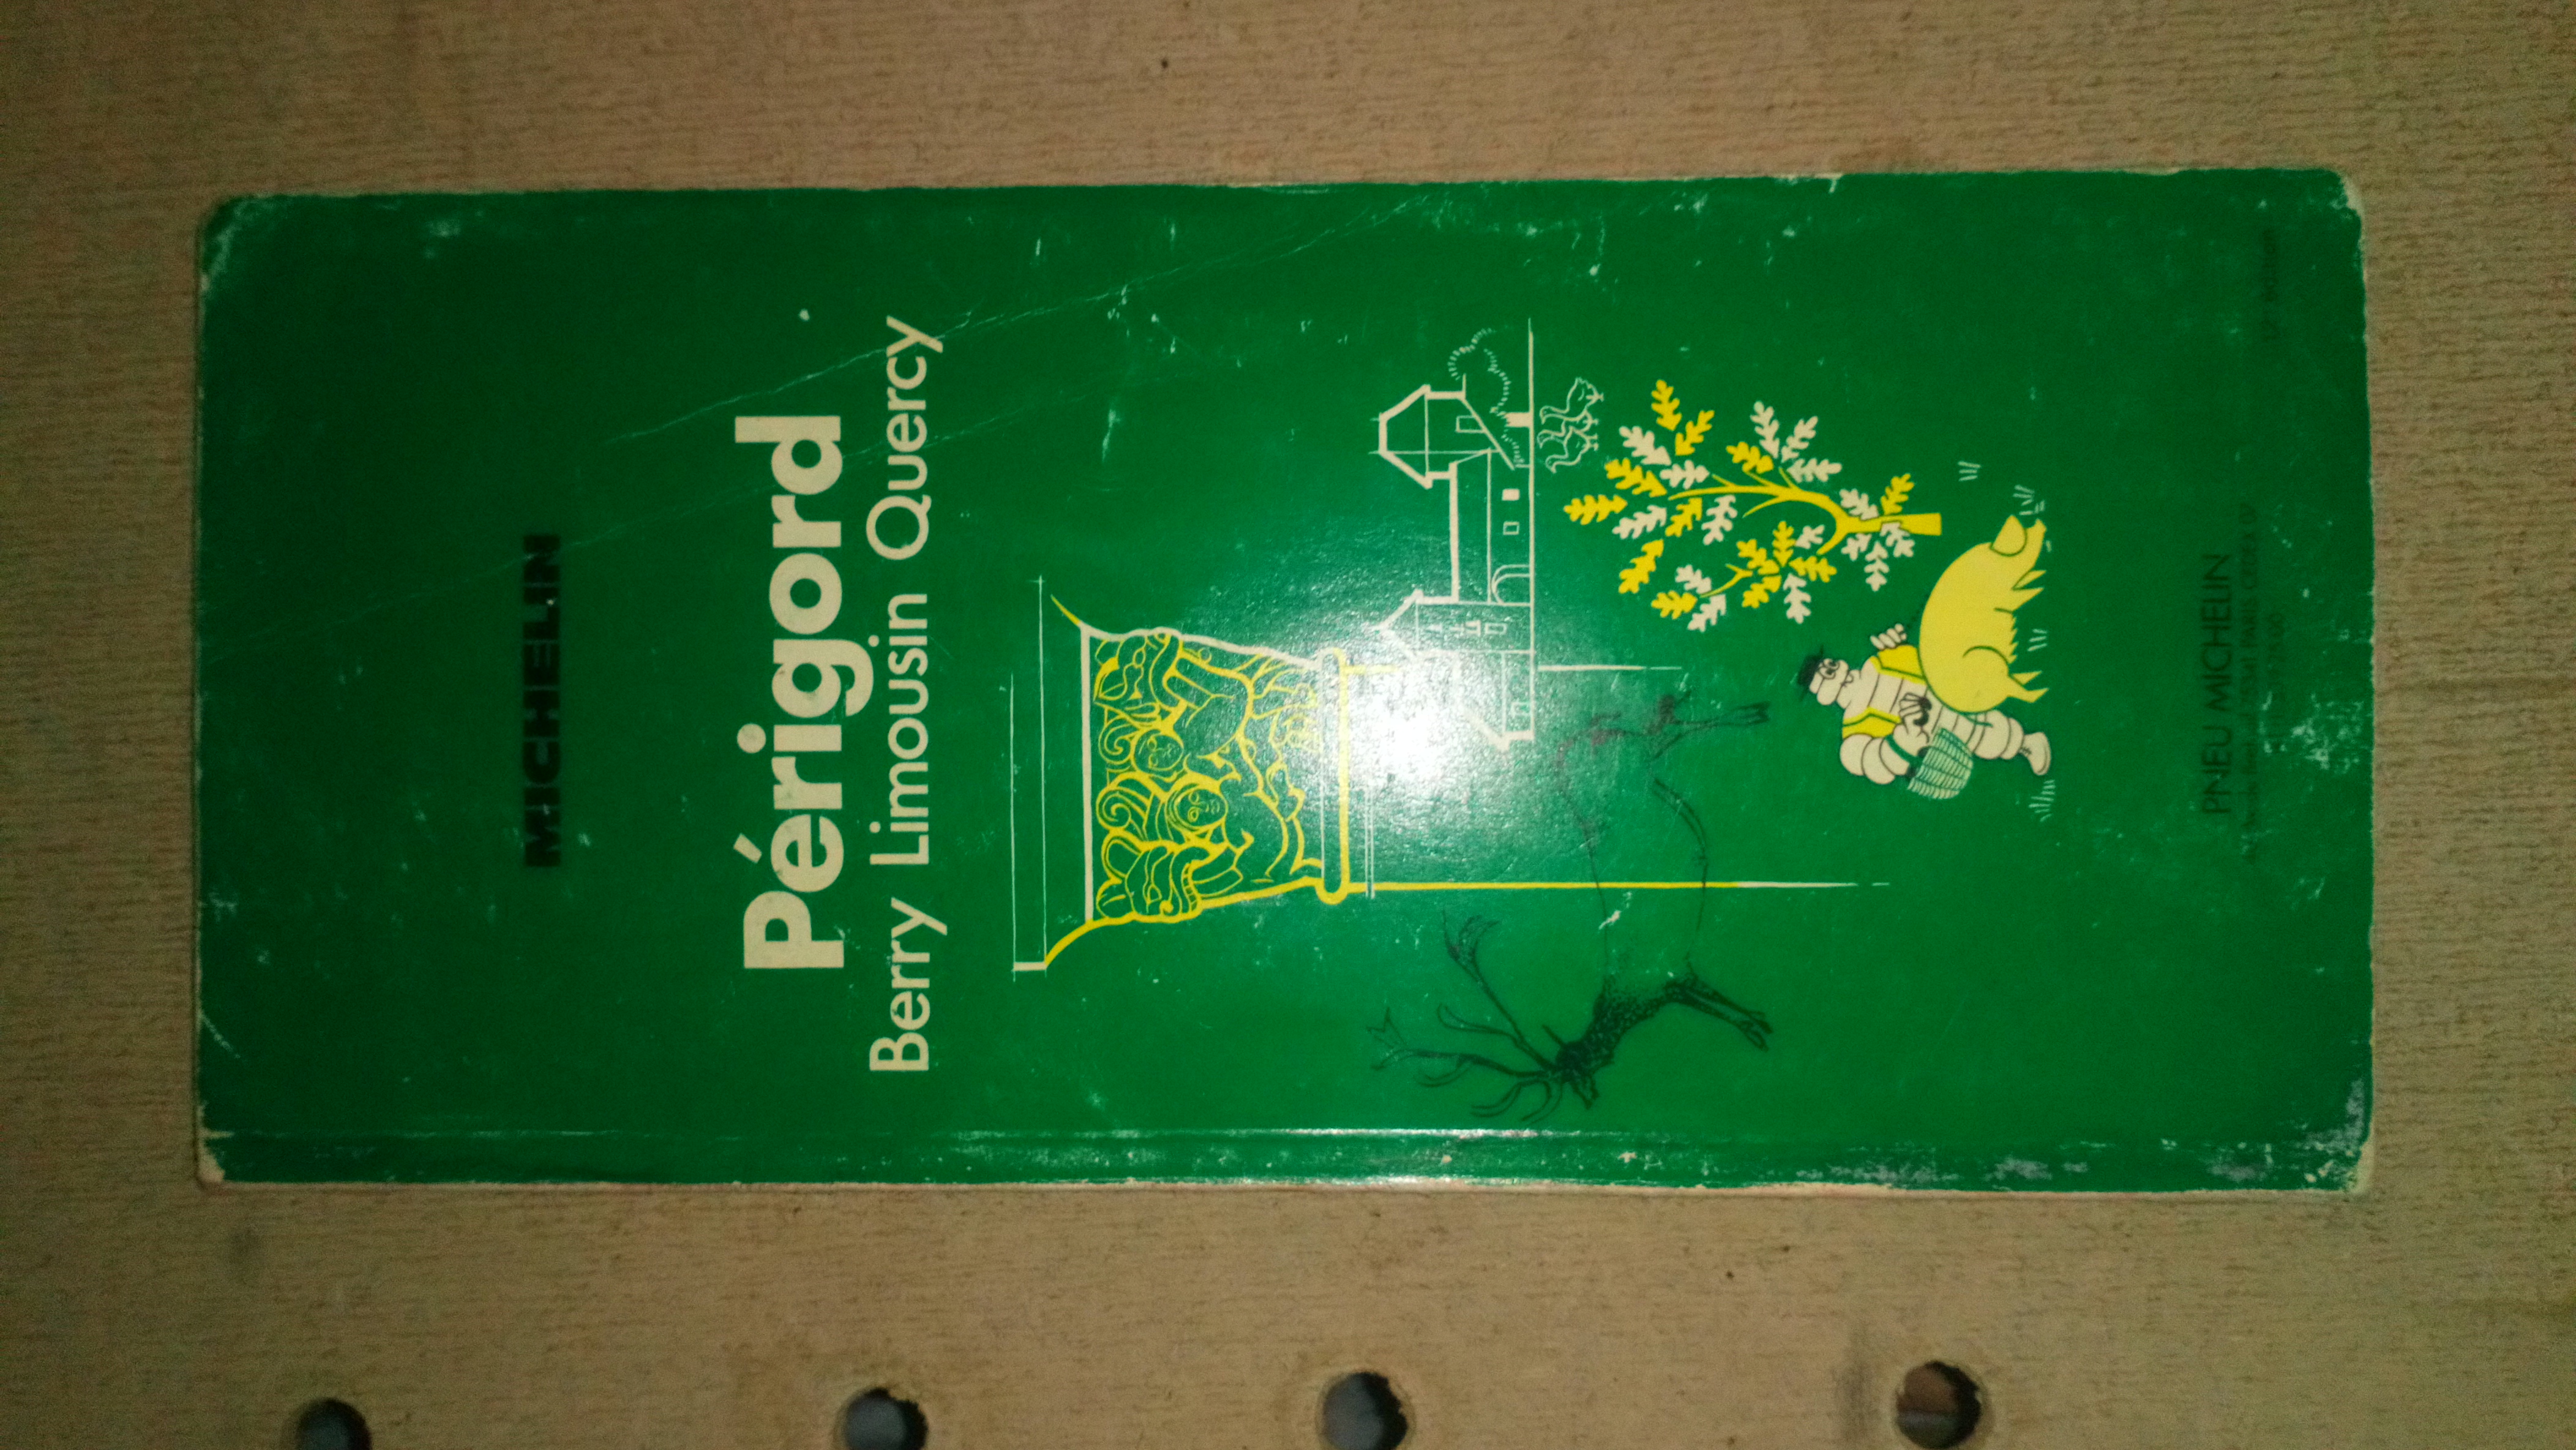 MICHELIN
Périgord
Berry Limousin Quercy
PNEU MICHELIN